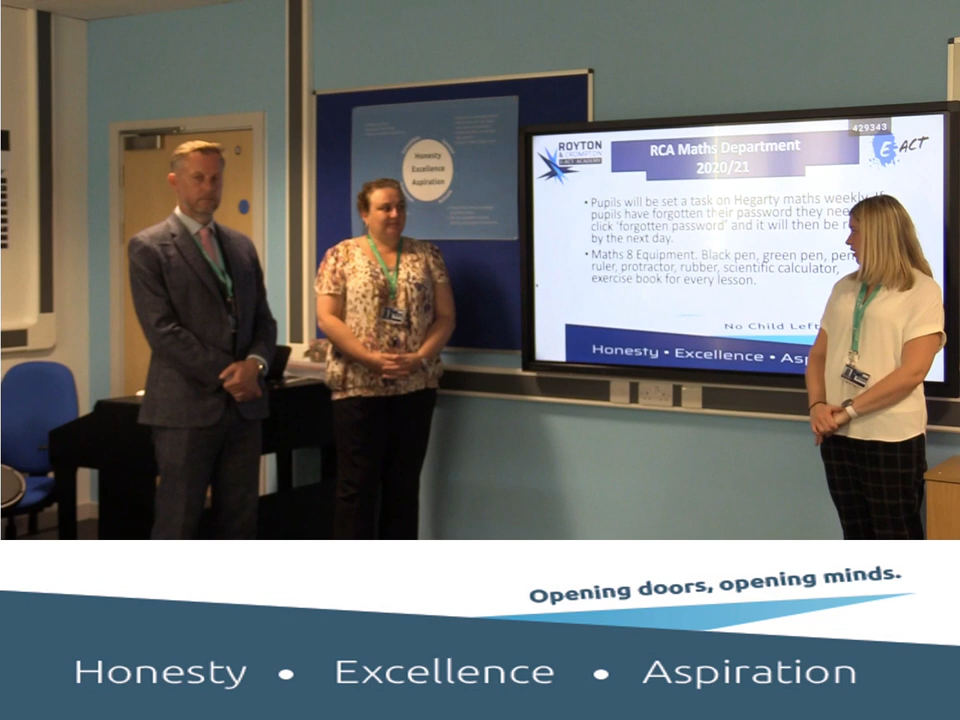 Honesty
Excellence
Aspiration
429343
ROYTON
& CROMPTON
E-ACT ACADEMY
RCA Maths Department
2020/21
E-ACT
• Pupils will be set a task on Hegarty maths weekly. If
pupils have forgotten their password they need
click 'forgotten password' and it will then be
by the next day.
• Maths 8 Equipment. Black pen, green pen,
ruler, protractor, rubber, scientific calculator,
exercise book for every lesson.
No Child Left
Honesty • Excellence •
Opening doors, opening minds.
Honesty • Excellence • Aspiration